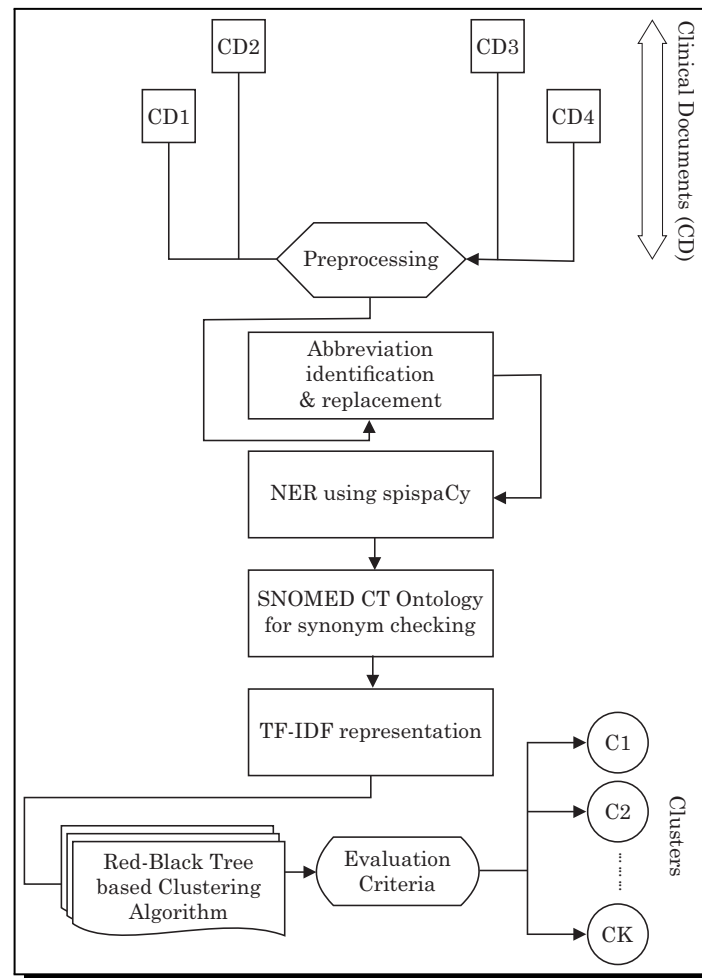 CD2
CD3
CD1
CD4
Clinical Documents (CD)
Preprocessing
Abbreviation
identification
& replacement
NER using spispaCy
SNOMED CT Ontology
for synonym checking
TF-IDF representation
Red-Black Tree
based Clustering
Algorithm
Evaluation
Criteria
C1
C2
CK
Clusters